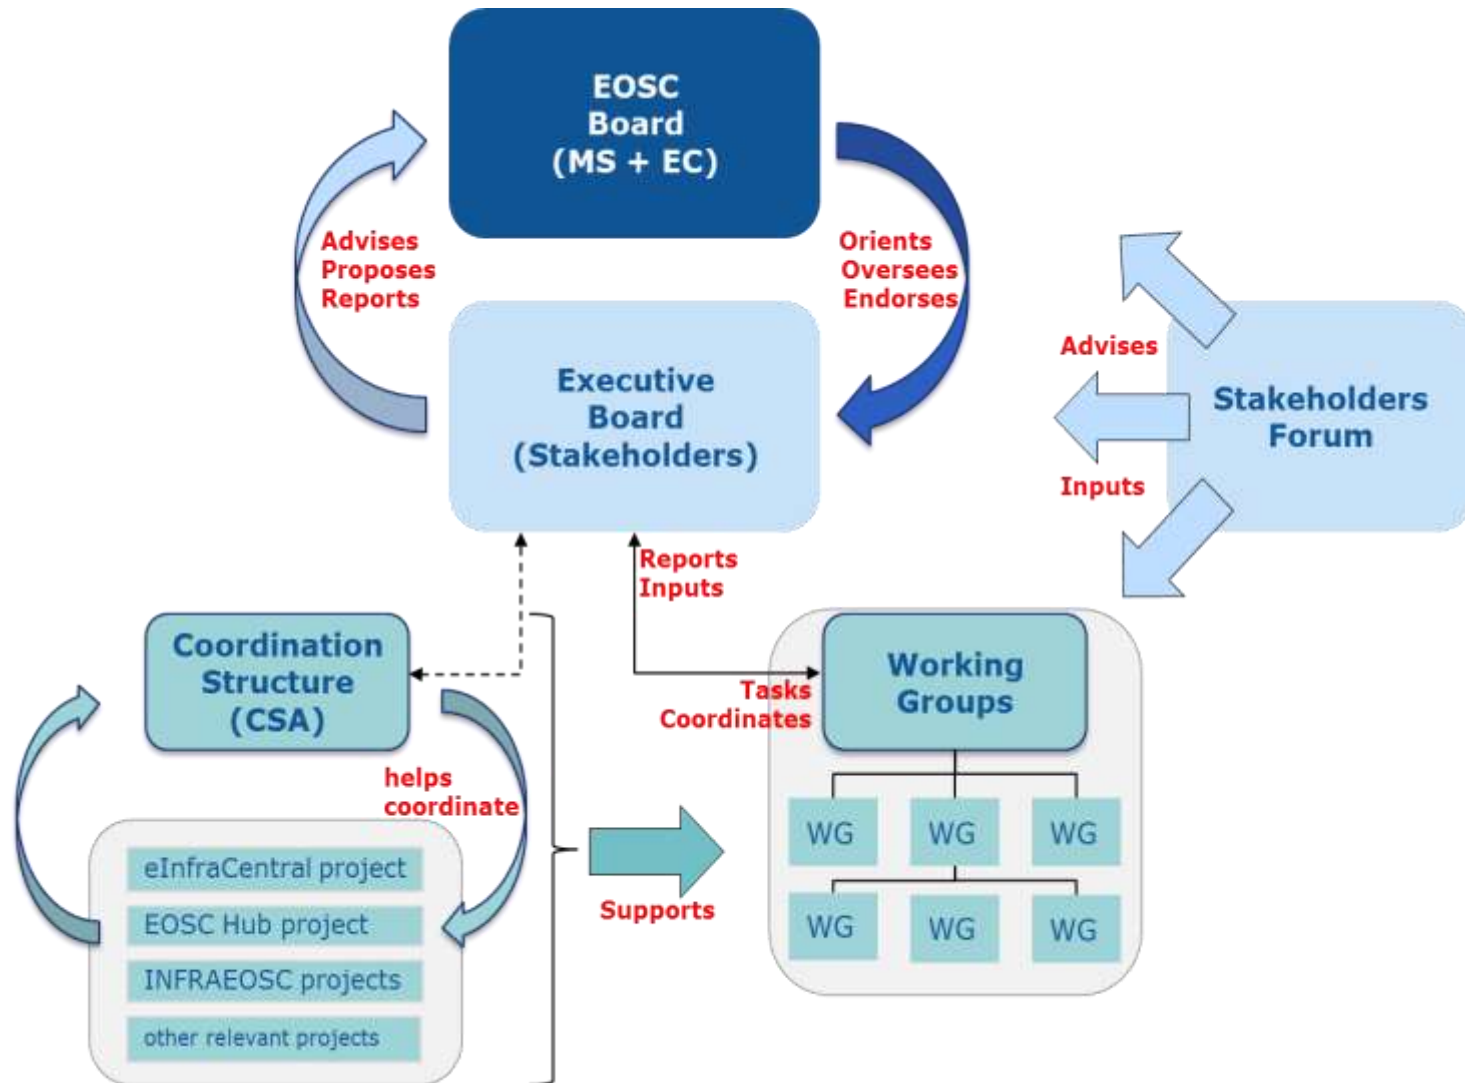 EOSC
Board
(MS + EC)
Advises
Proposes
Reports
Orients
Oversees
Endorses
Executive
Board
(Stakeholders)
Advises
Inputs
Stakeholders
Forum
Reports
Inputs
Coordination
Structure
(CSA)
Working
Groups
Tasks
Coordinates
helps
coordinate
eInfraCentral project
EOSC Hub project
INFRAEOSC projects
other relevant projects
Supports
WG
WG
WG
WG
WG
WG